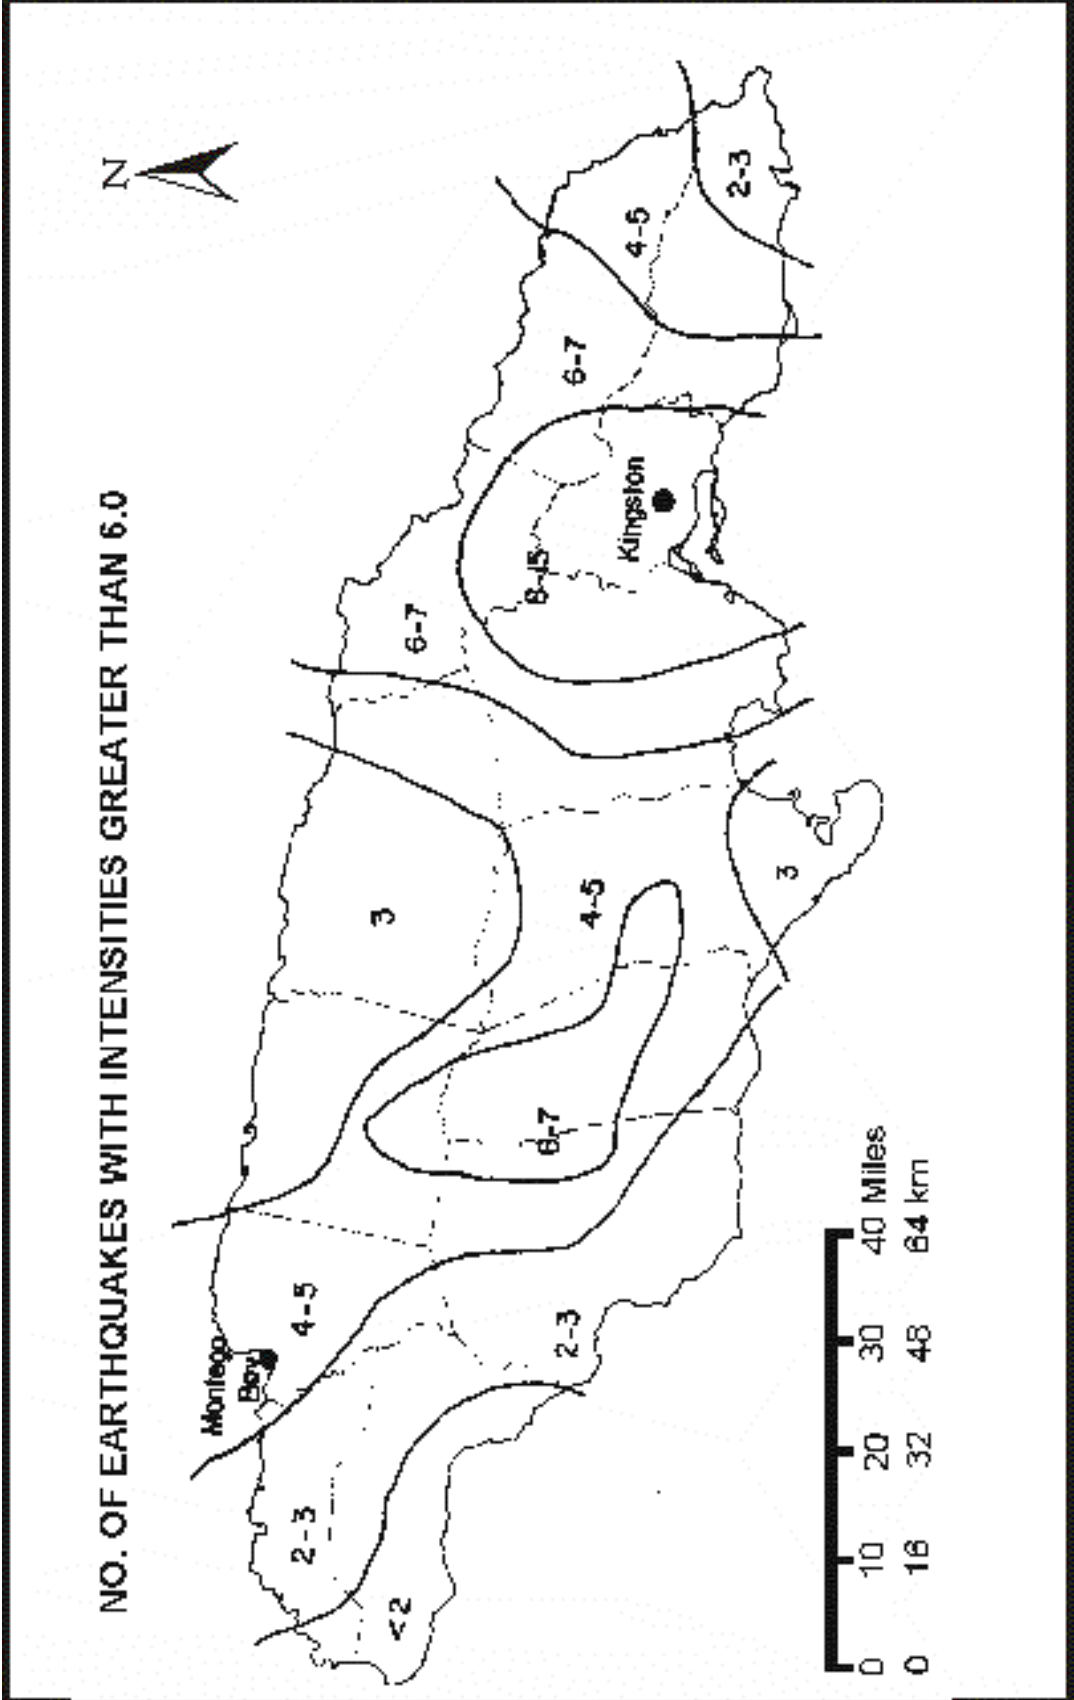 NO. OF EARTHQUAKES WITH INTENSITIES GREATER THAN 6.0
N
Montego
Bay
4-5
3
6-7
2-3
<2
2-3
6-7
4-5
3
8-15
Kingston
6-7
4-5
2-3
0 10 20 30 40 Miles
0 16 32 48 64 km